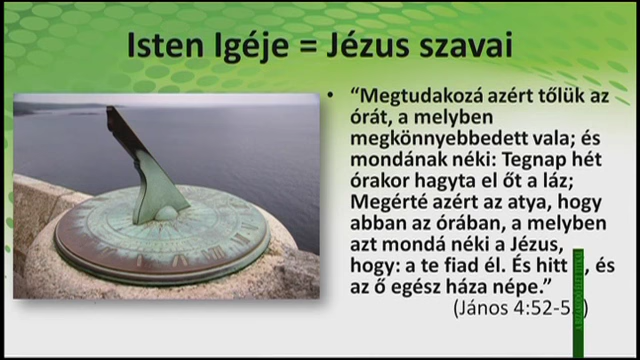 Isten Igéje = Jézus szavai
• “Megtudakozá azért tőlük az
órát, a melyben
megkönnyebbedett vala; és
mondának néki: Tegnap hét
órakor hagyta el őt a láz;
Megérté azért az atya, hogy
abban az órában, a melyben
azt mondá néki a Jézus,
hogy: a te fiad él. És hitt , és
az ő egész háza népe.”
(János 4:52-5 )